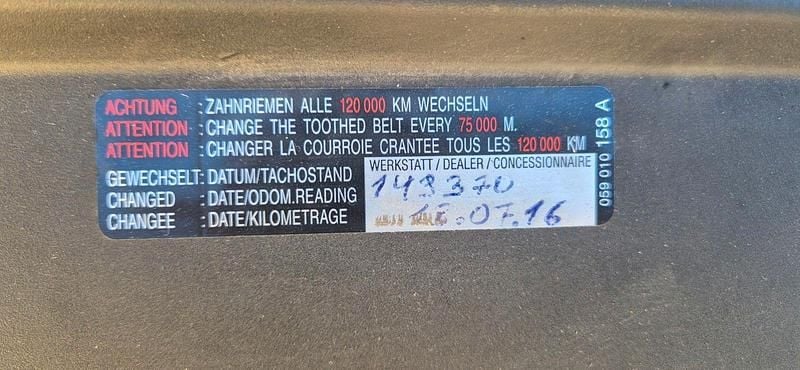 ACHTUNG : ZAHNRIEMEN ALLE 120 000 KM WECHSELN
ATTENTION : CHANGE THE TOOTHED BELT EVERY 75 000 M.
ATTENTION : CHANGER LA COURROIE CRANTEE TOUS LES 120 000 KM
WERKSTATT / DEALER / CONCESSIONNAIRE
GEWECHSELT: DATUM/TACHOSTAND
CHANGED : DATE/ODOM.READING
CHANGEE : DATE/KILOMETRAGE
143370
.07.16
059 010 158 A